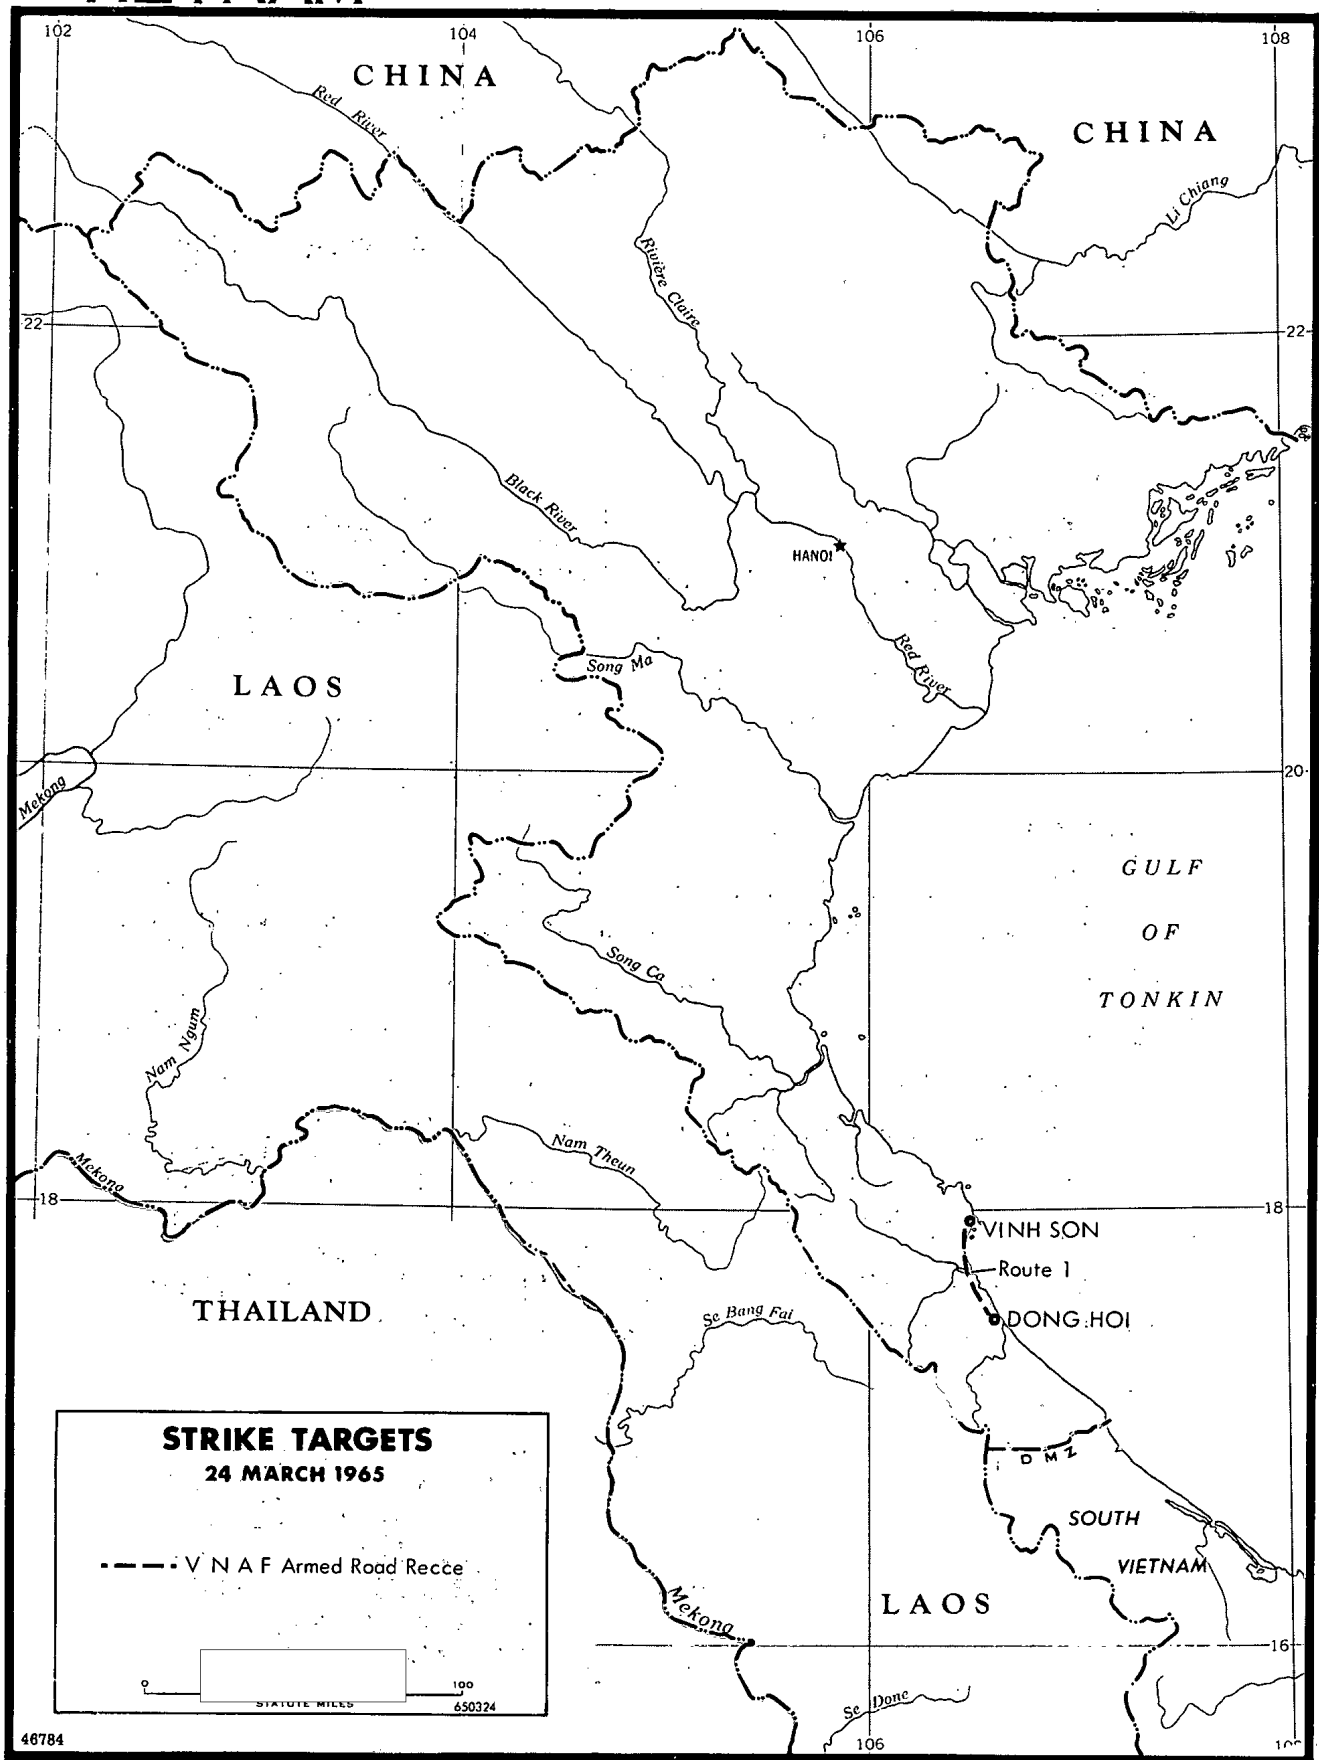 102
104
106
108
CHINA
Red River
CHINA
Li Chiang
Rivière Claire
22
22
Black River
HANOI
Red River
Song Ma
LAOS
20
Mekong
GULF
OF
TONKIN
Song Ca
Nam Ngum
Nam Theun
Mekong
18
18
VINH SON
Route 1
DONG HOI
THAILAND
Se Bang Fai
STRIKE TARGETS
24 MARCH 1965
DMZ
SOUTH
VIETNAM
VNAF Armed Road Recce
Mekong
LAOS
16
0
100
STATUTE MILES
650324
Se Done
46784
106